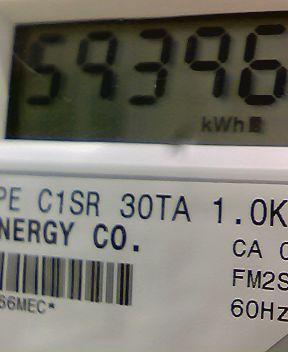 59396
kWh
PE C1SR 30TA 1.0K
NERGY CO.
CA
FM2S
60Hz
66MEC*